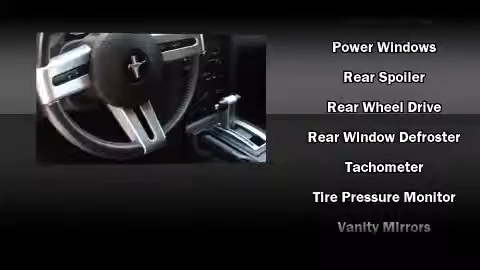 Power Windows
Rear Spoiler
Rear Wheel Drive
Rear Window Defroster
Tachometer
Tire Pressure Monitor
Vanity Mirrors